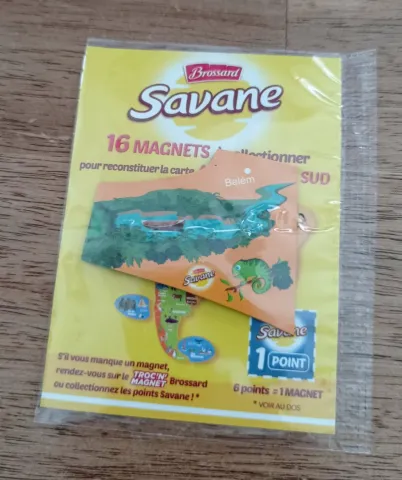 Brossard
Savane
16 MAGNETS à collectionner
pour reconstituer la carte
SUD
Belem
Savane
Savane
1 POINT
S'il vous manque un magnet,
rendez-vous sur le TROC'N' MAGNET Brossard
ou collectionnez les points Savane ! *
6 points = 1 MAGNET
* VOIR AU DOS